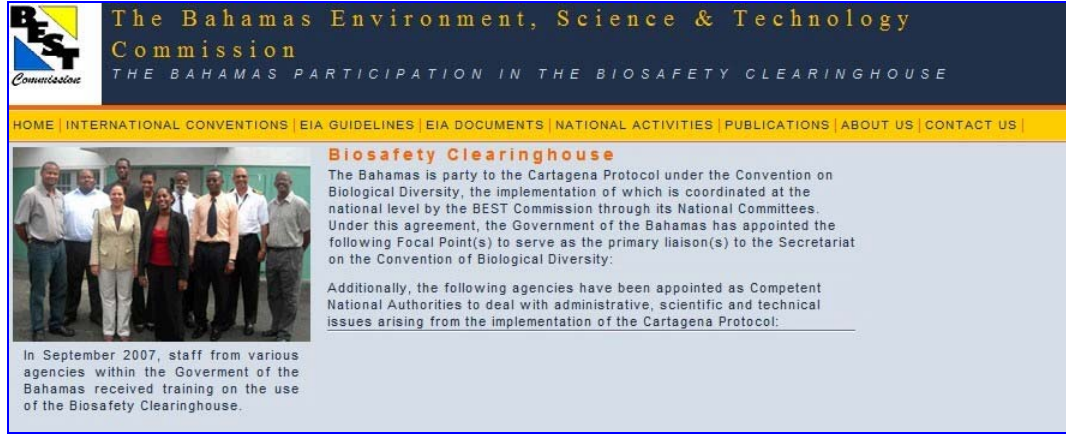 BEST
Commission
The Bahamas Environment, Science & Technology
Commission
THE BAHAMAS PARTICIPATION IN THE BIOSAFETY CLEARINGHOUSE
HOME | INTERNATIONAL CONVENTIONS | EIA GUIDELINES | EIA DOCUMENTS | NATIONAL ACTIVITIES | PUBLICATIONS | ABOUT US | CONTACT US |
Biosafety Clearinghouse
The Bahamas is party to the Cartagena Protocol under the Convention on
Biological Diversity, the implementation of which is coordinated at the
national level by the BEST Commission through its National Committees.
Under this agreement, the Government of the Bahamas has appointed the
following Focal Point(s) to serve as the primary liaison(s) to the Secretariat
on the Convention of Biological Diversity:
Additionally, the following agencies have been appointed as Competent
National Authorities to deal with administrative, scientific and technical
issues arising from the implementation of the Cartagena Protocol:
In September 2007, staff from various
agencies within the Goverment of the
Bahamas received training on the use
of the Biosafety Clearinghouse.